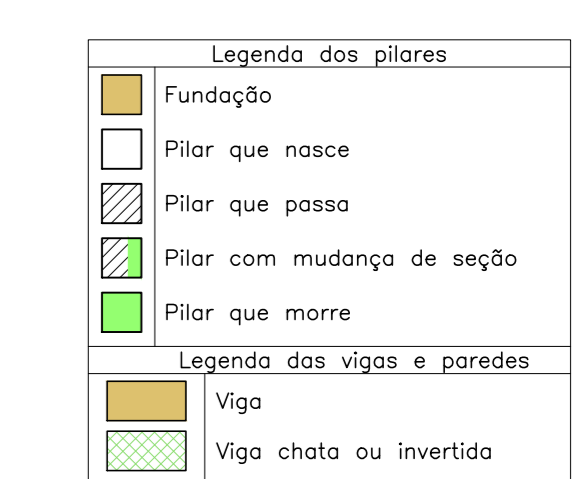 Legenda dos pilares
Fundação
Pilar que nasce
Pilar que passa
Pilar com mudança de seção
Pilar que morre
Legenda das vigas e paredes
Viga
Viga chata ou invertida